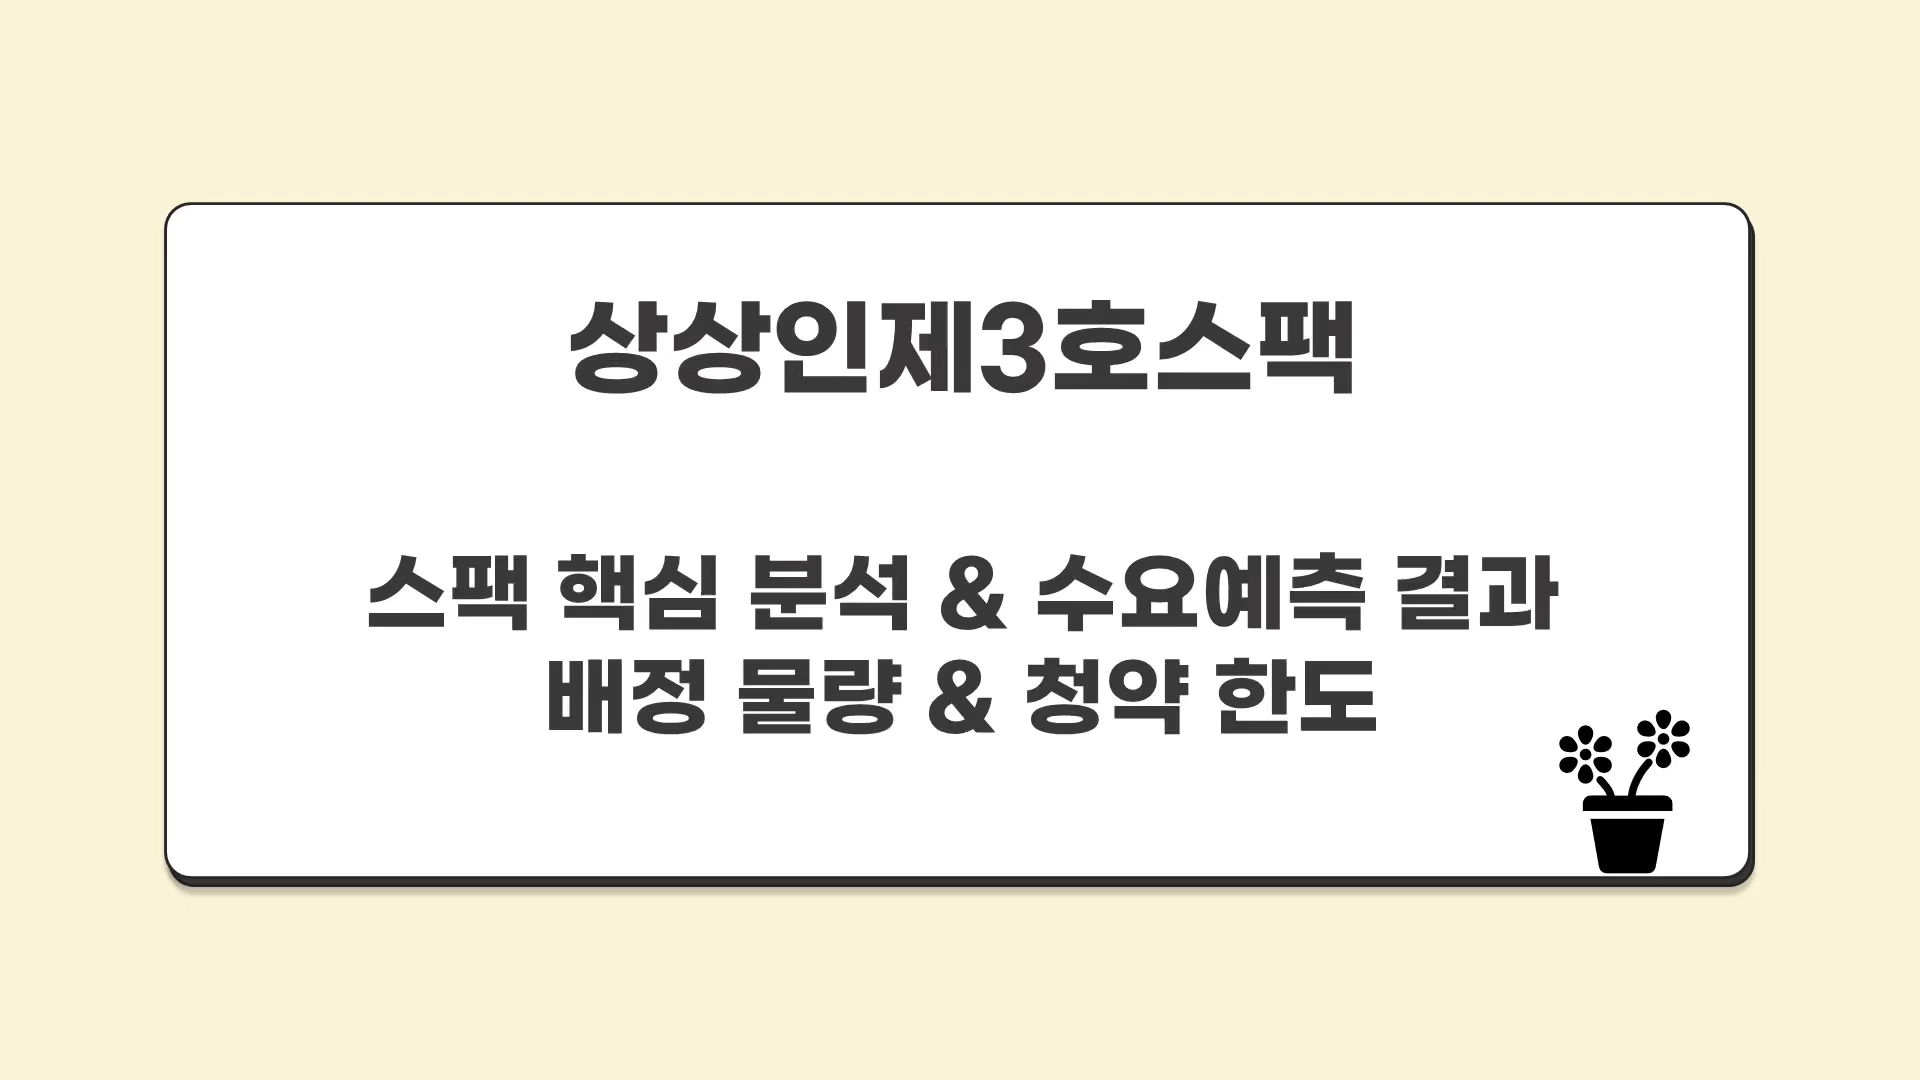 상상인제3호스팩
스팩 핵심 분석 & 수요예측 결과
배정 물량 & 청약 한도